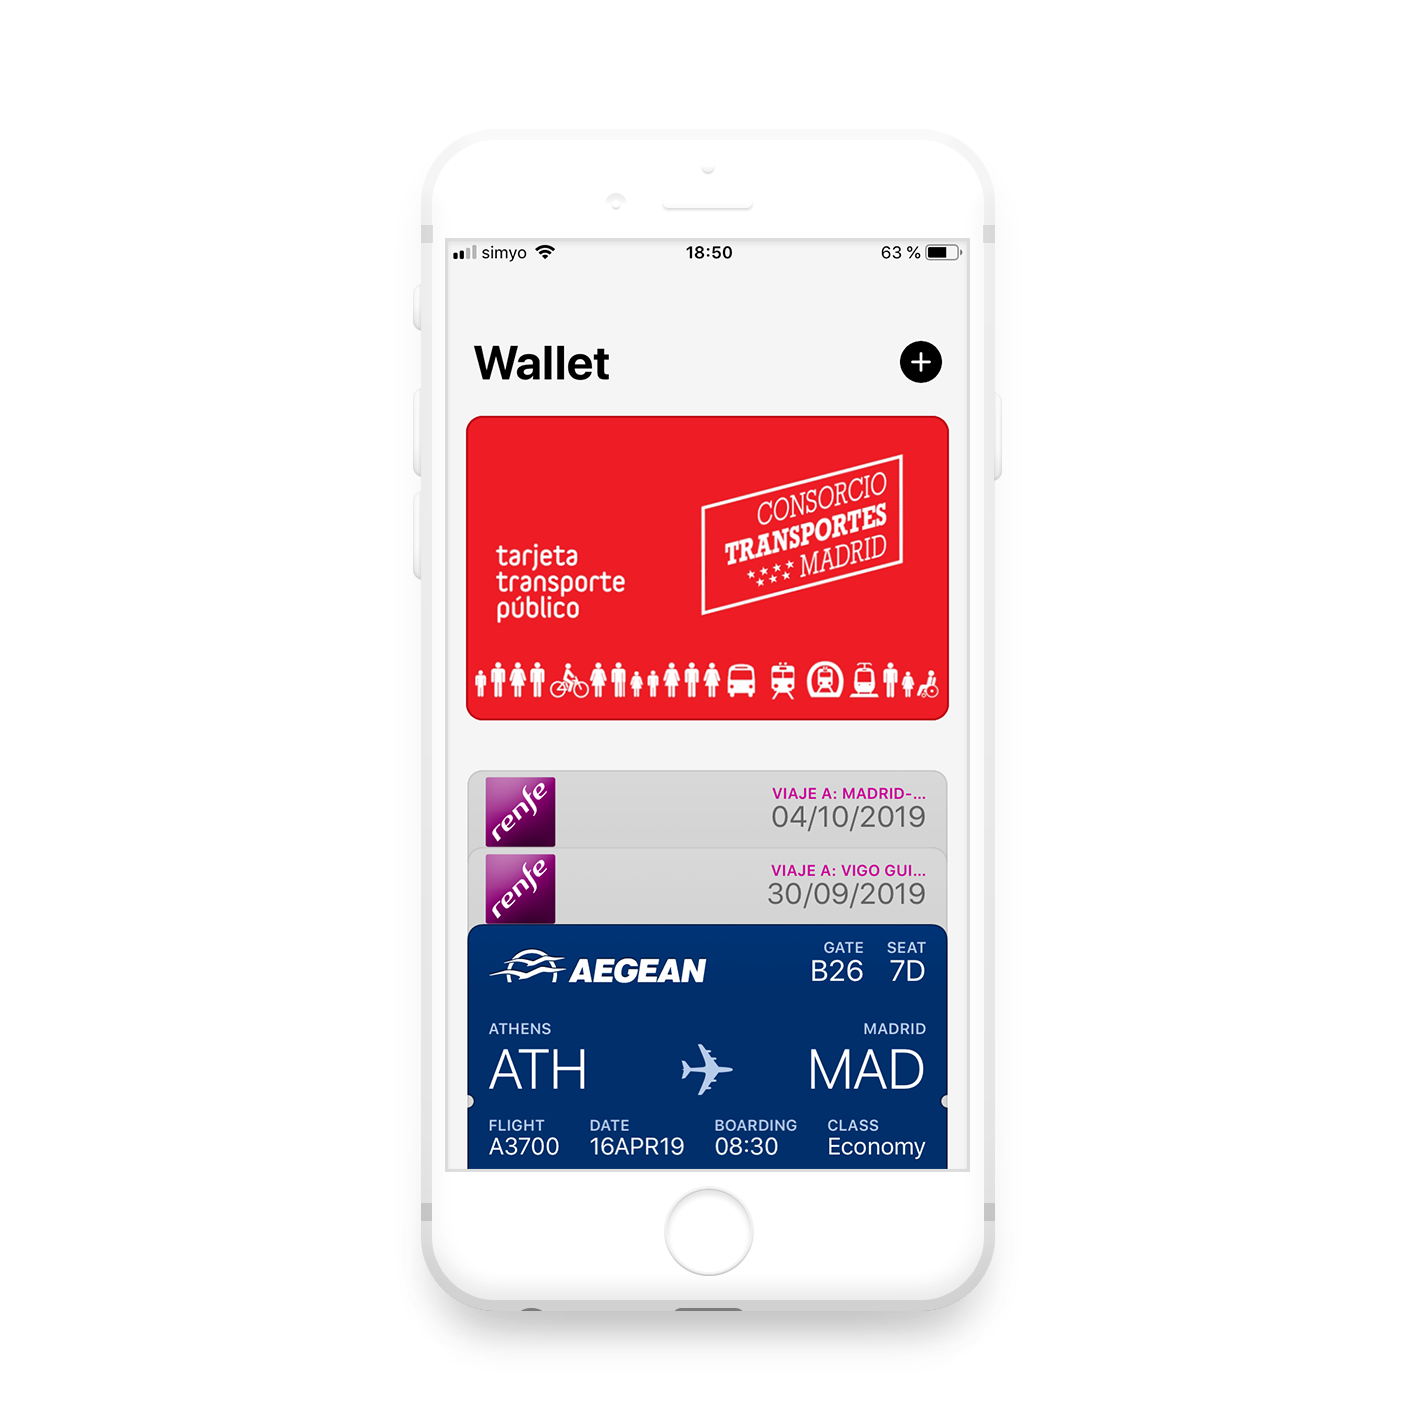 simyo
18:50
63 %
Wallet
CONSORCIO
TRANSPORTES
MADRID
tarjeta
transporte
público
renfe
VIAJE A: MADRID-...
04/10/2019
renfe
VIAJE A: VIGO GUI...
30/09/2019
AEGEAN
GATE SEAT
B26 7D
ATHENS MADRID
ATH MAD
FLIGHT DATE BOARDING CLASS
A3700 16APR19 08:30 Economy